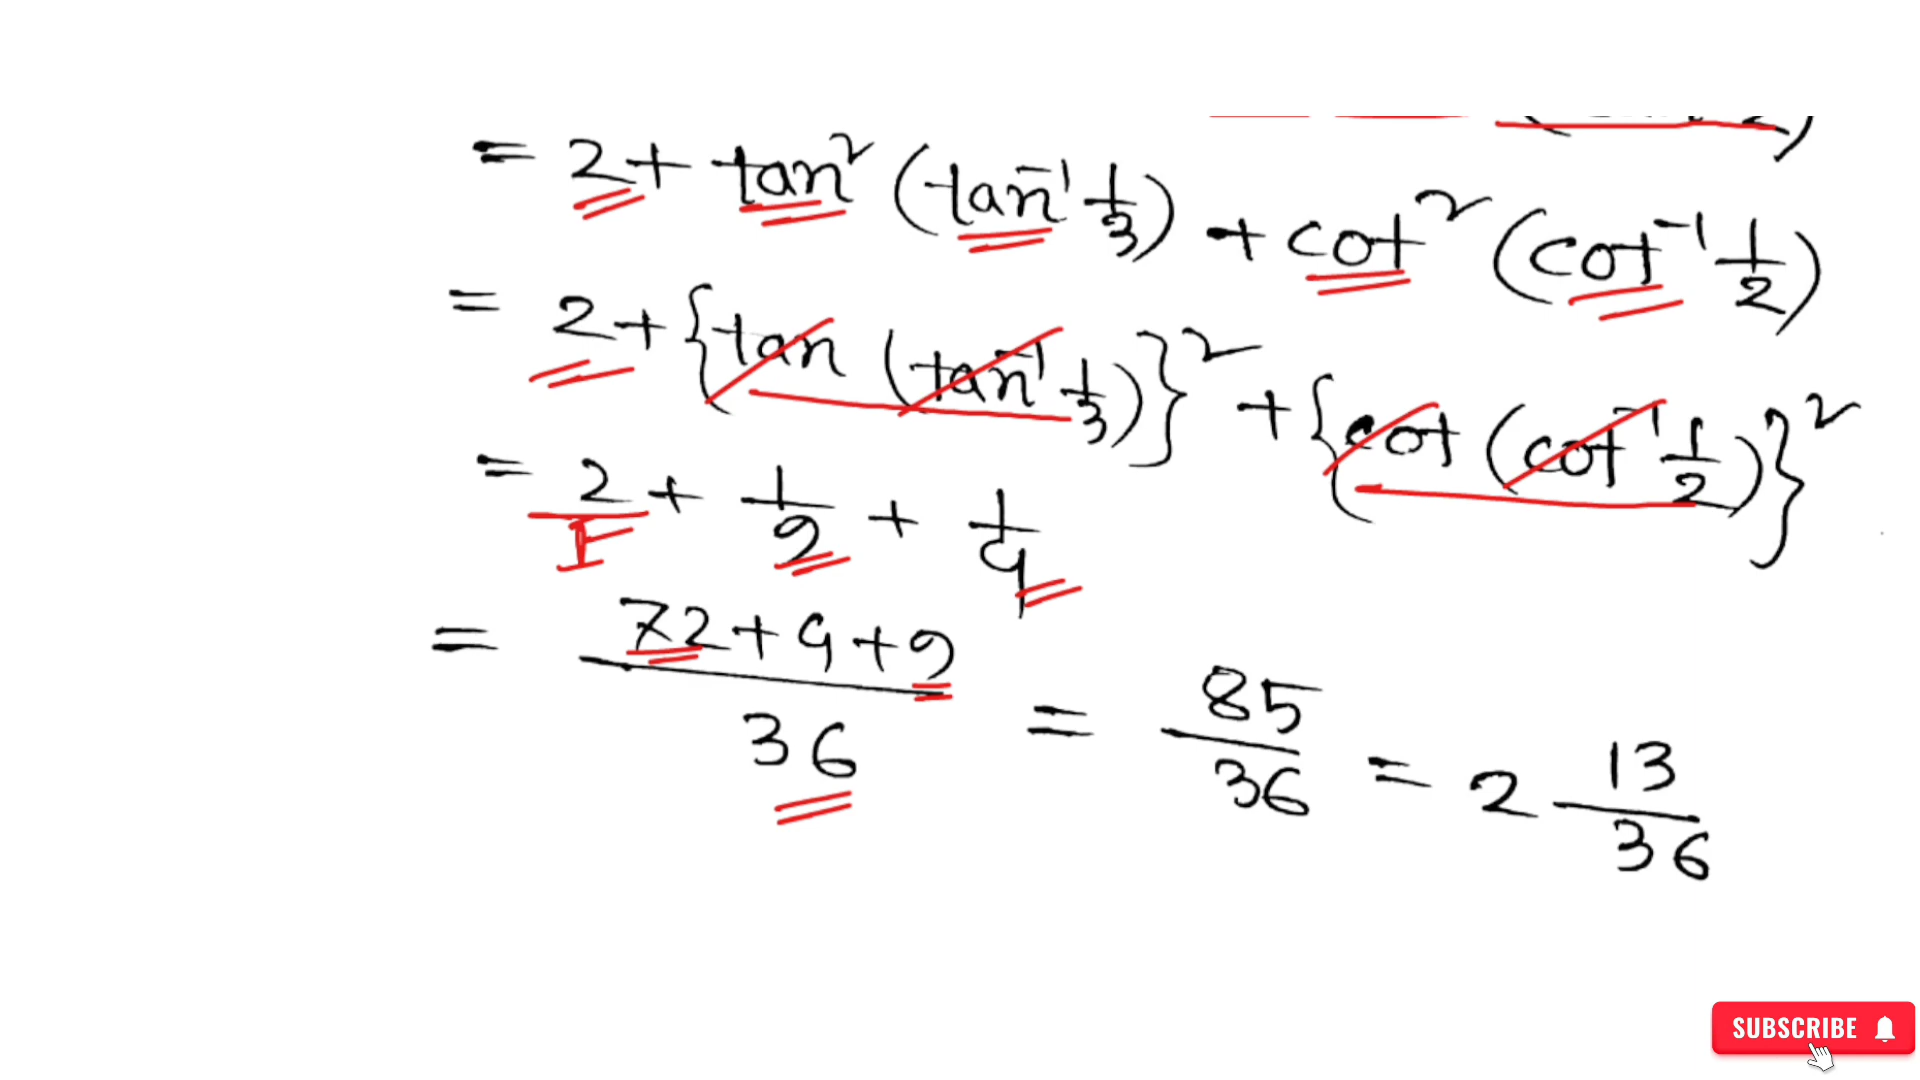 = 2 + tan² (tan⁻¹ 1/3) + cot² (cot⁻¹ 1/2)
= 2 + {tan (tan⁻¹ 1/3)}² + {cot (cot⁻¹ 1/2)}²
= 2/1 + 1/9 + 1/4
= (72 + 4 + 9)/36 = 85/36 = 2 13/36
SUBSCRIBE